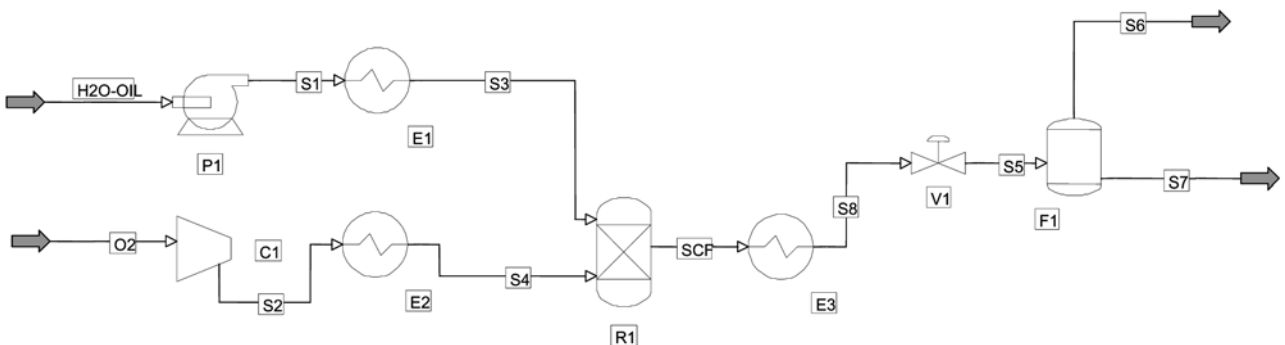 S6
H2O-OIL
S1
S3
E1
P1
S5
S7
V1
F1
S8
O2
C1
S2
S4
SCF
E2
E3
R1